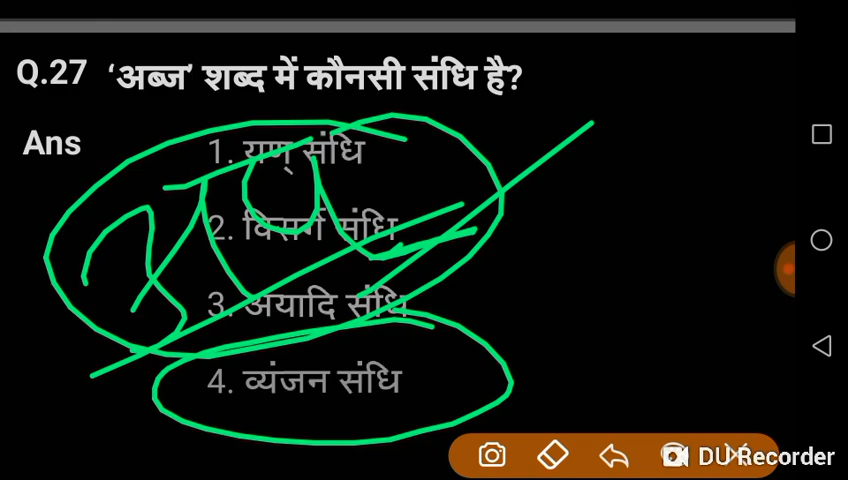 Q.27 ‘अब्ज’ शब्द में कौनसी संधि है?
Ans 1. यण् संधि
2. विसर्ग संधि
3. अयादि संधि
4. व्यंजन संधि
DU Recorder